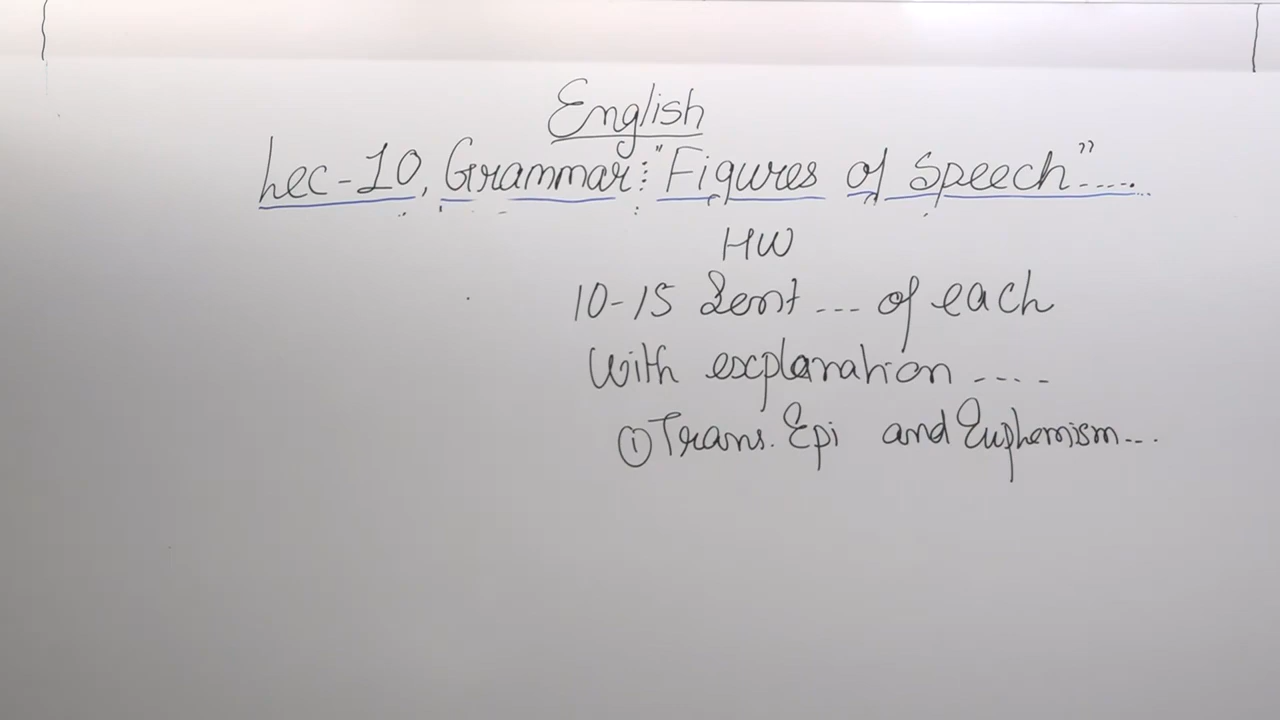 English
Lec-10, Grammar: "Figures of Speech".....
HW
10-15 Sent ... of each
With explanation ....
① Trans. Epi and Euphemism...